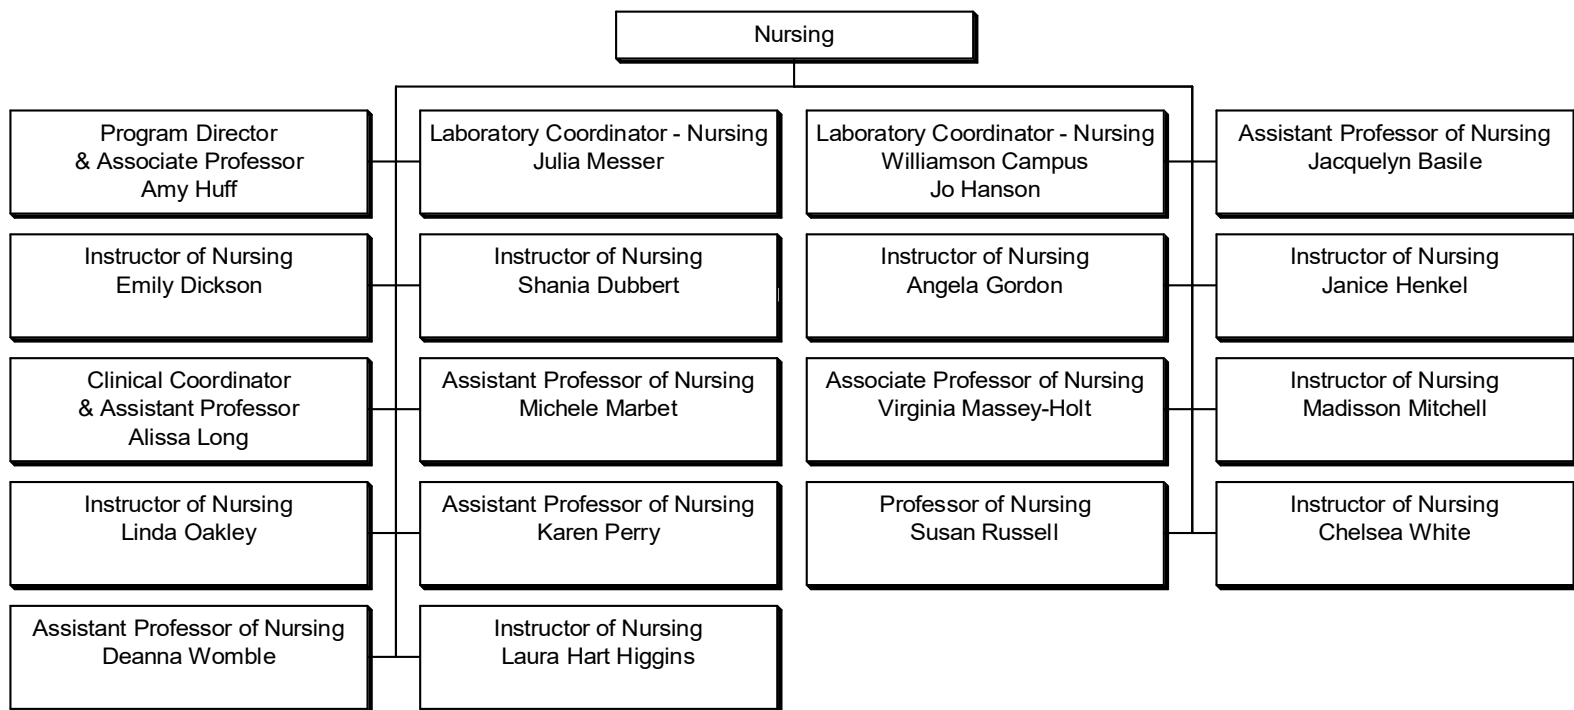 Nursing
Program Director
& Associate Professor
Amy Huff
Laboratory Coordinator - Nursing
Julia Messer
Laboratory Coordinator - Nursing
Williamson Campus
Jo Hanson
Assistant Professor of Nursing
Jacquelyn Basile
Instructor of Nursing
Emily Dickson
Instructor of Nursing
Shania Dubbert
Instructor of Nursing
Angela Gordon
Instructor of Nursing
Janice Henkel
Clinical Coordinator
& Assistant Professor
Alissa Long
Assistant Professor of Nursing
Michele Marbet
Associate Professor of Nursing
Virginia Massey-Holt
Instructor of Nursing
Madisson Mitchell
Instructor of Nursing
Linda Oakley
Assistant Professor of Nursing
Karen Perry
Professor of Nursing
Susan Russell
Instructor of Nursing
Chelsea White
Assistant Professor of Nursing
Deanna Womble
Instructor of Nursing
Laura Hart Higgins